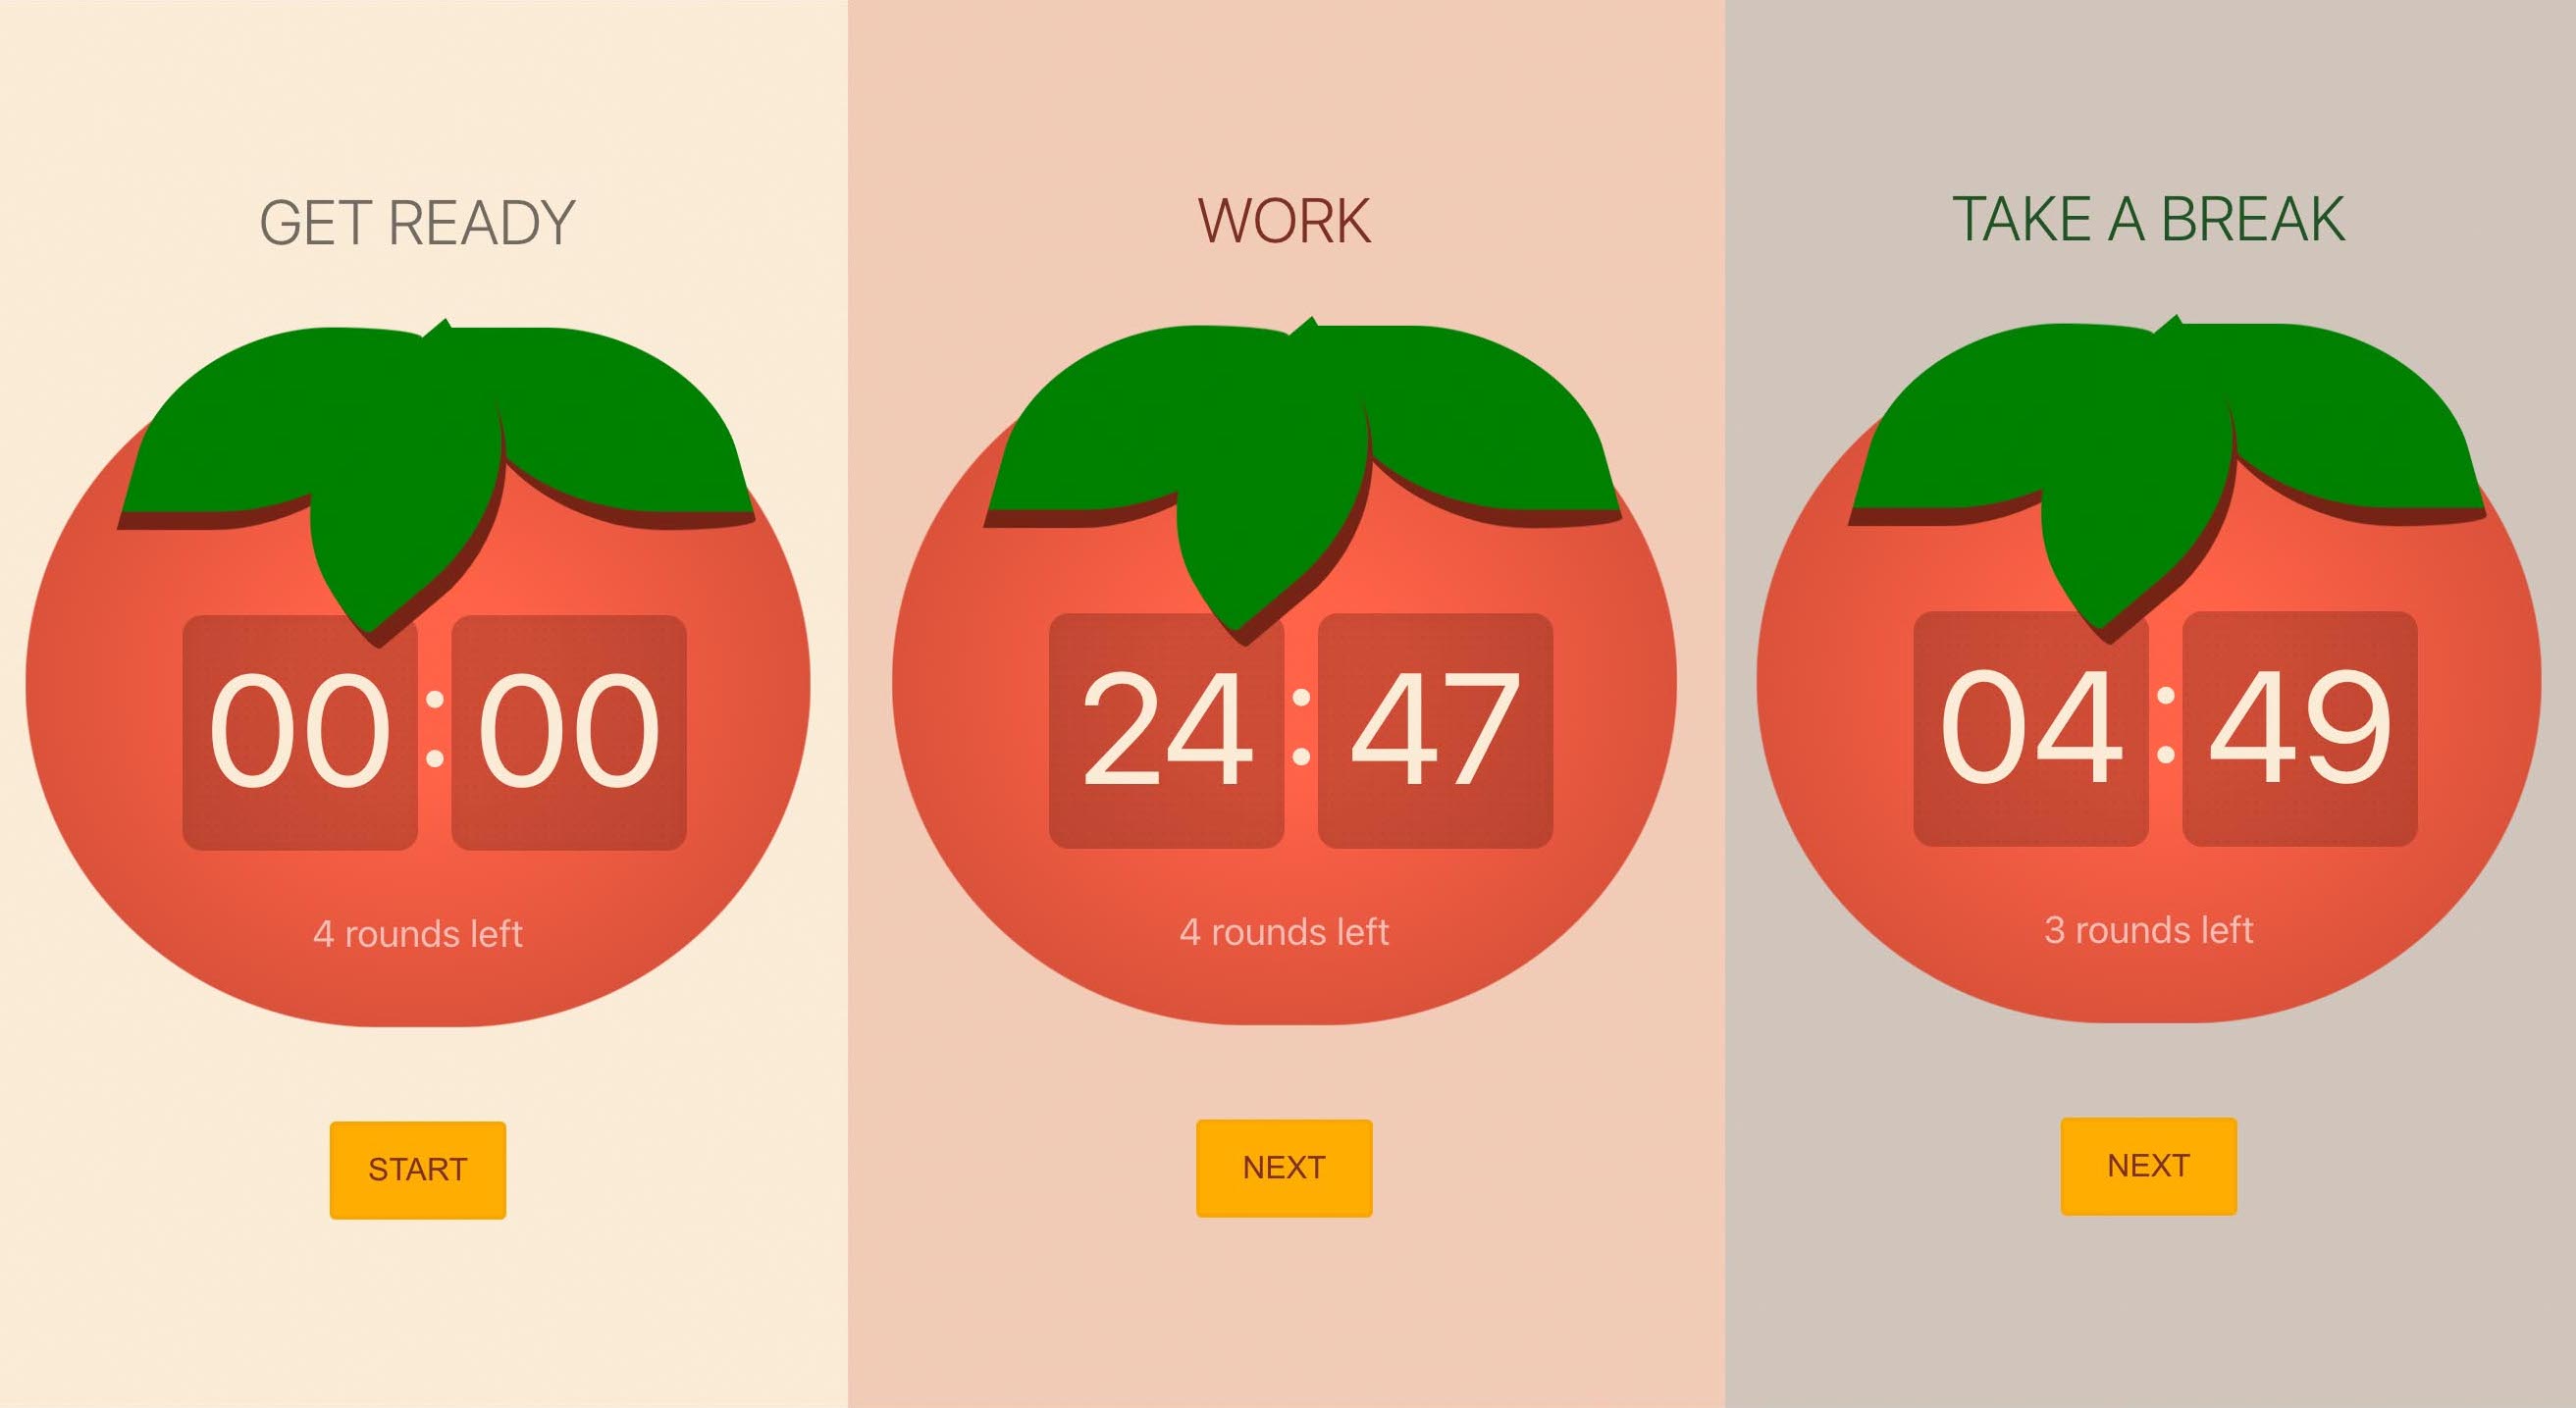 GET READY
00:00
4 rounds left
START
WORK
24:47
4 rounds left
NEXT
TAKE A BREAK
04:49
3 rounds left
NEXT